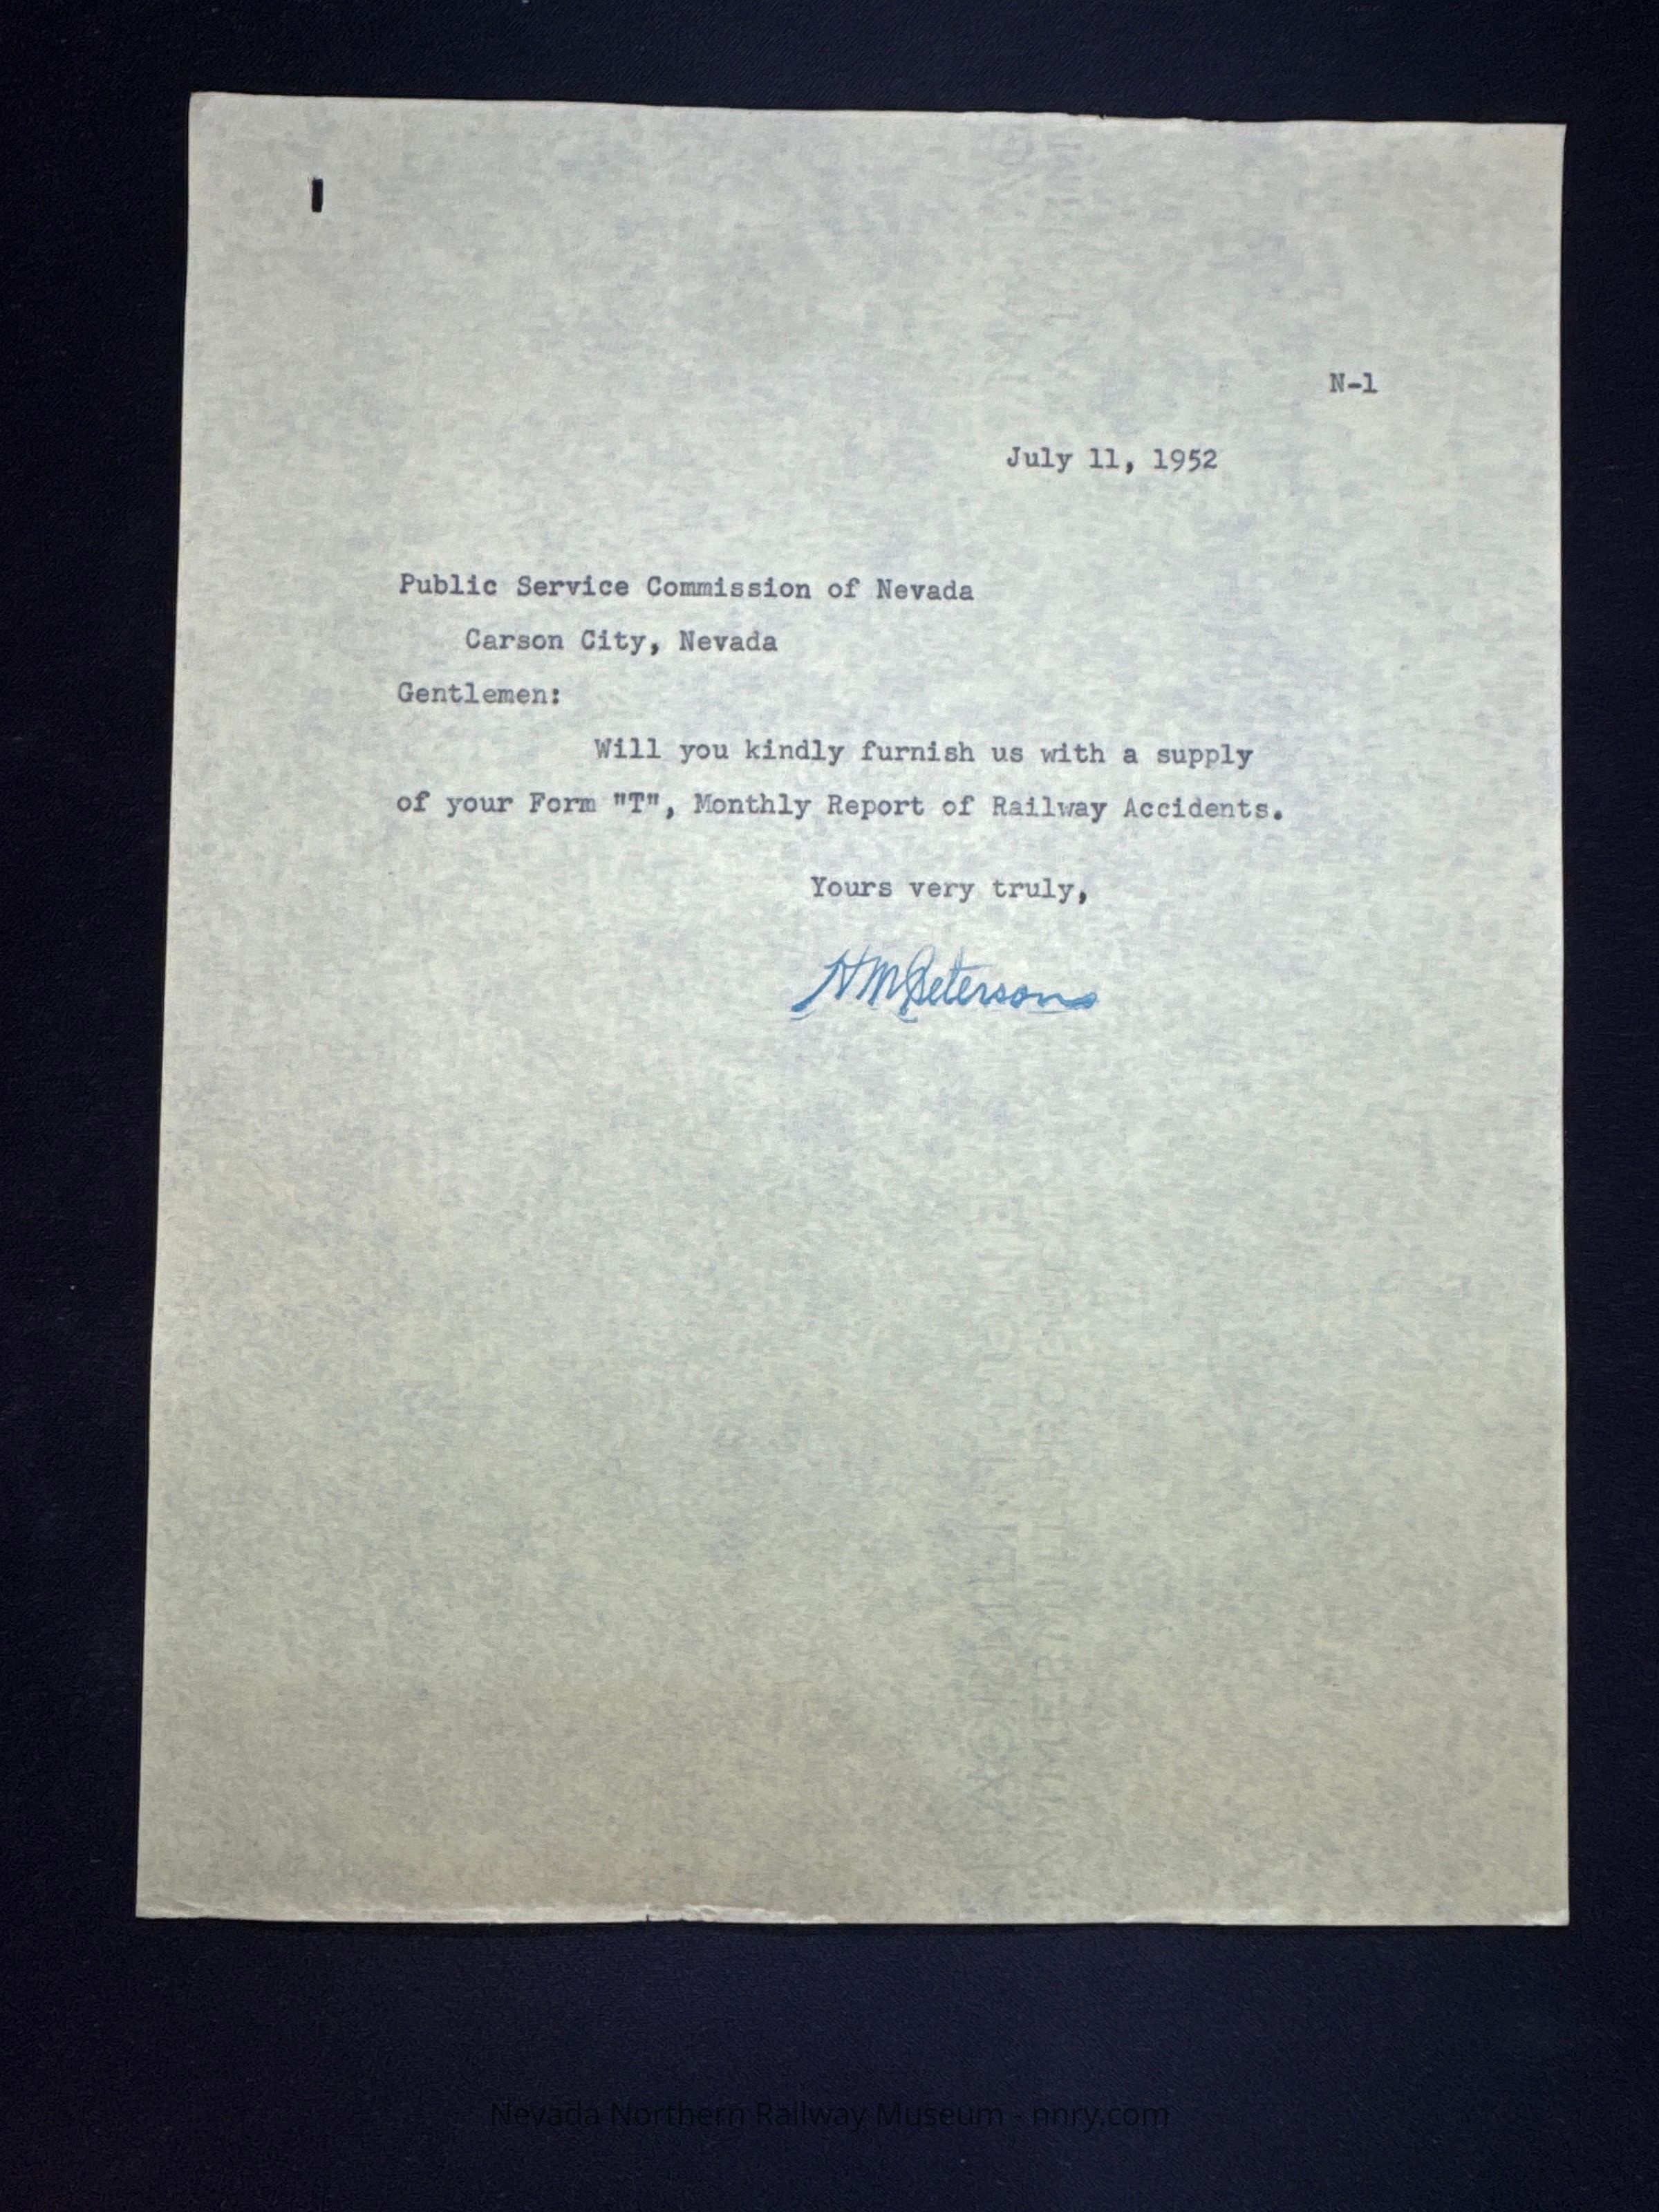 N-1
July 11, 1952
Public Service Commission of Nevada
Carson City, Nevada
Gentlemen:
Will you kindly furnish us with a supply
of your Form "T", Monthly Report of Railway Accidents.
Yours very truly,
HM Peterson
Nevada Northern Railway Museum - nnry.com